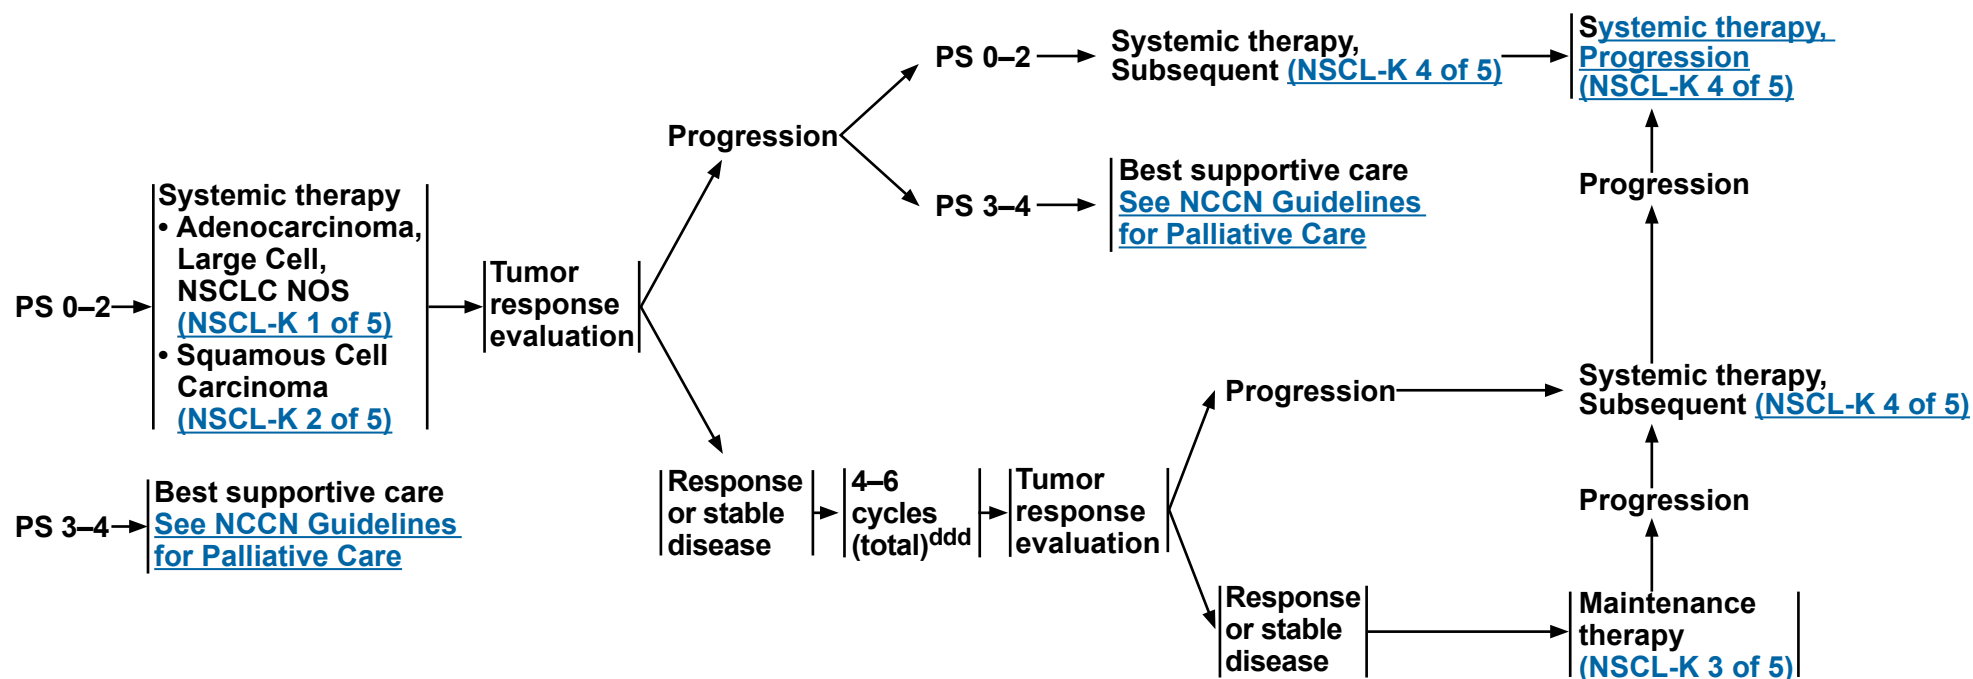 PS 0–2
Systemic therapy
• Adenocarcinoma,
Large Cell,
NSCLC NOS
(NSCL-K 1 of 5)
• Squamous Cell
Carcinoma
(NSCL-K 2 of 5)
PS 3–4
Best supportive care
See NCCN Guidelines
for Palliative Care
Tumor
response
evaluation
Progression
PS 0–2
Systemic therapy,
Subsequent (NSCL-K 4 of 5)
Systemic therapy,
Progression
(NSCL-K 4 of 5)
PS 3–4
Best supportive care
See NCCN Guidelines
for Palliative Care
Response
or stable
disease
4–6
cycles
(total)ddd
Tumor
response
evaluation
Progression
Systemic therapy,
Subsequent (NSCL-K 4 of 5)
Progression
Response
or stable
disease
Maintenance
therapy
(NSCL-K 3 of 5)
Progression